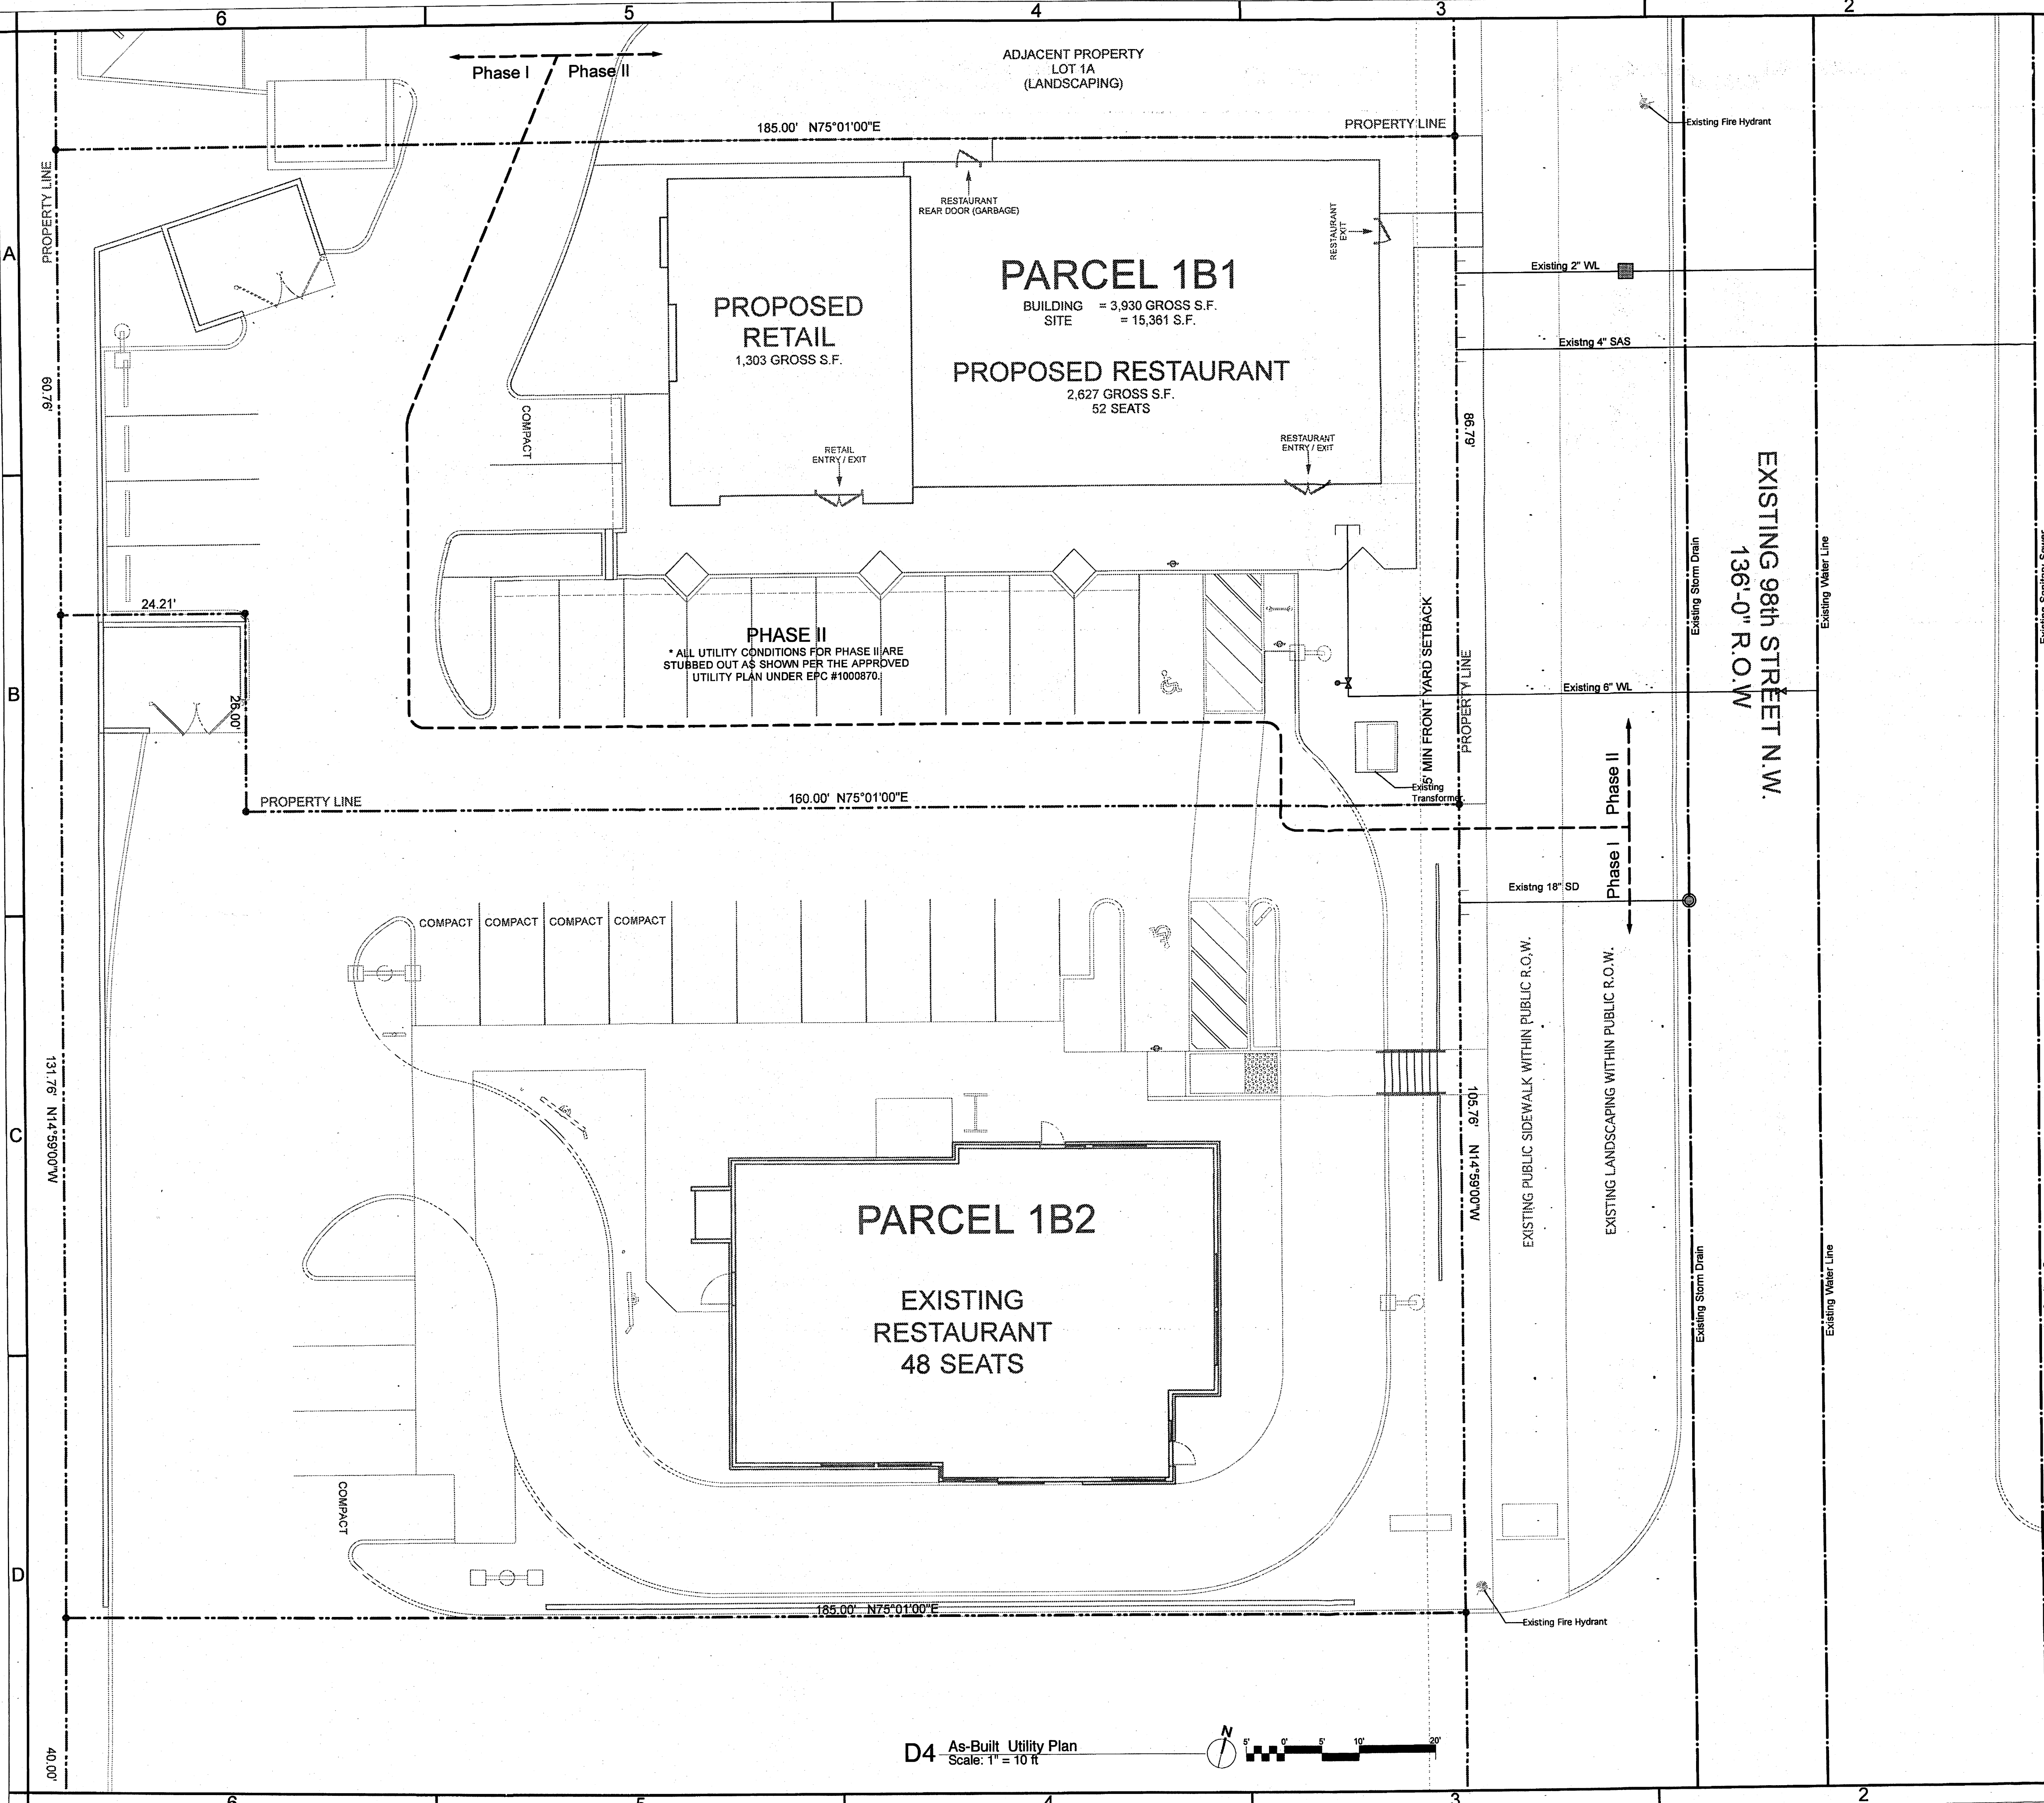 6
5
4
3
2
Phase I
Phase II
ADJACENT PROPERTY
LOT 1A
(LANDSCAPING)
Existing Fire Hydrant
185.00' N75°01'00"E
PROPERTY LINE
PROPERTY LINE
RESTAURANT
REAR DOOR (GARBAGE)
RESTAURANT
EXIT
A
PARCEL 1B1
BUILDING = 3,930 GROSS S.F.
SITE = 15,361 S.F.
Existing 2" WL
PROPOSED
RETAIL
1,303 GROSS S.F.
Existng 4" SAS
PROPOSED RESTAURANT
2,627 GROSS S.F.
52 SEATS
60.76'
COMPACT
86.79'
RETAIL
ENTRY / EXIT
RESTAURANT
ENTRY / EXIT
EXISTING 98th STREET N.W.
136'-0" R.O.W
Existing Storm Drain
Existing Water Line
Existing Sanitary Sewer
24.21'
B
26.00'
PHASE II
* ALL UTILITY CONDITIONS FOR PHASE II ARE
STUBBED OUT AS SHOWN PER THE APPROVED
UTILITY PLAN UNDER EPC #1000870.
5' MIN FRONT YARD SETBACK
PROPERTY LINE
Existing 6" WL
Existing
Transformer
Phase II
Phase I
PROPERTY LINE
160.00' N75°01'00"E
Existng 18" SD
COMPACT
COMPACT
COMPACT
COMPACT
EXISTING PUBLIC SIDEWALK WITHIN PUBLIC R.O,W.
EXISTING LANDSCAPING WITHIN PUBLIC R.O.W.
C
131.76' N14°59'00"W
105.76' N14°59'00"W
PARCEL 1B2
EXISTING
RESTAURANT
48 SEATS
Existing Storm Drain
Existing Water Line
COMPACT
D
185.00' N75°01'00"E
Existing Fire Hydrant
40.00'
D4
As-Built Utility Plan
Scale: 1" = 10 ft
N
5' 0' 5' 10' 20'
6
5
4
3
2